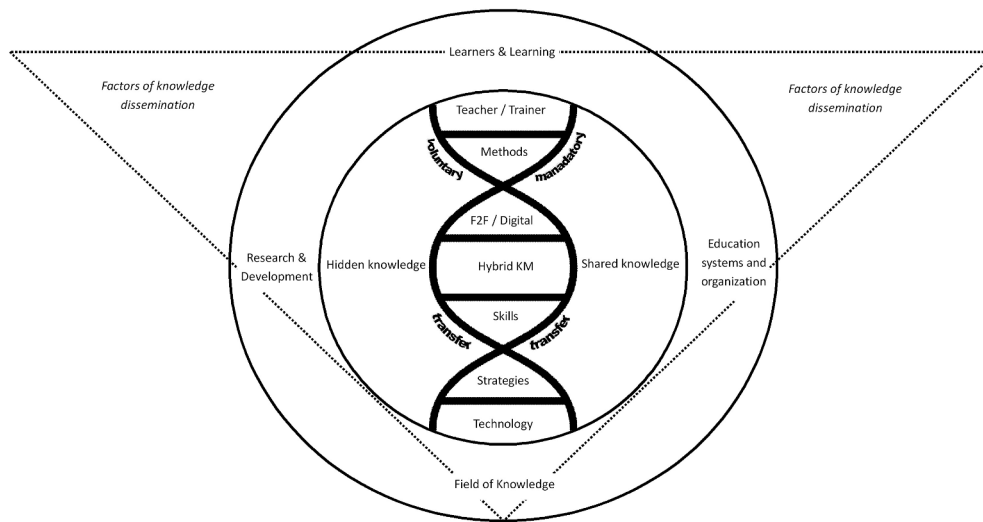 Learners & Learning
Factors of knowledge
dissemination
Factors of knowledge
dissemination
Teacher / Trainer
Methods
voluntary
manadatory
F2F / Digital
Research &
Development
Hidden knowledge
Hybrid KM
Shared knowledge
Education
systems and
organization
Skills
transfer
transfer
Strategies
Technology
Field of Knowledge